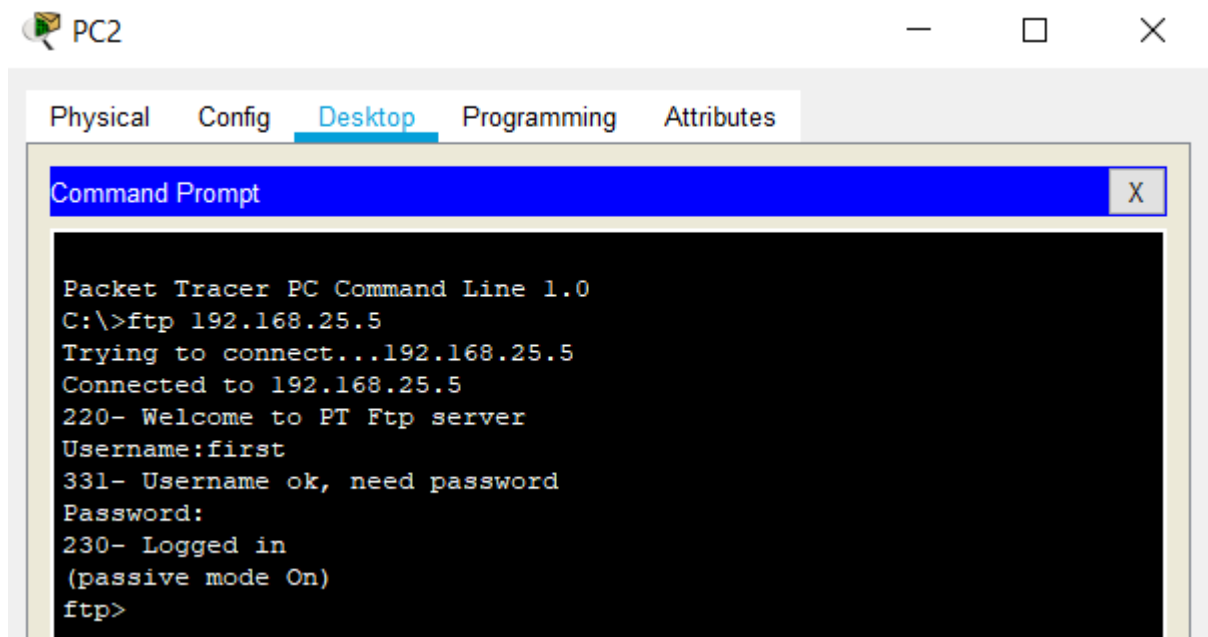 PC2
Physical Config Desktop Programming Attributes
Command Prompt X
Packet Tracer PC Command Line 1.0
C:\>ftp 192.168.25.5
Trying to connect...192.168.25.5
Connected to 192.168.25.5
220- Welcome to PT Ftp server
Username:first
331- Username ok, need password
Password:
230- Logged in
(passive mode On)
ftp>